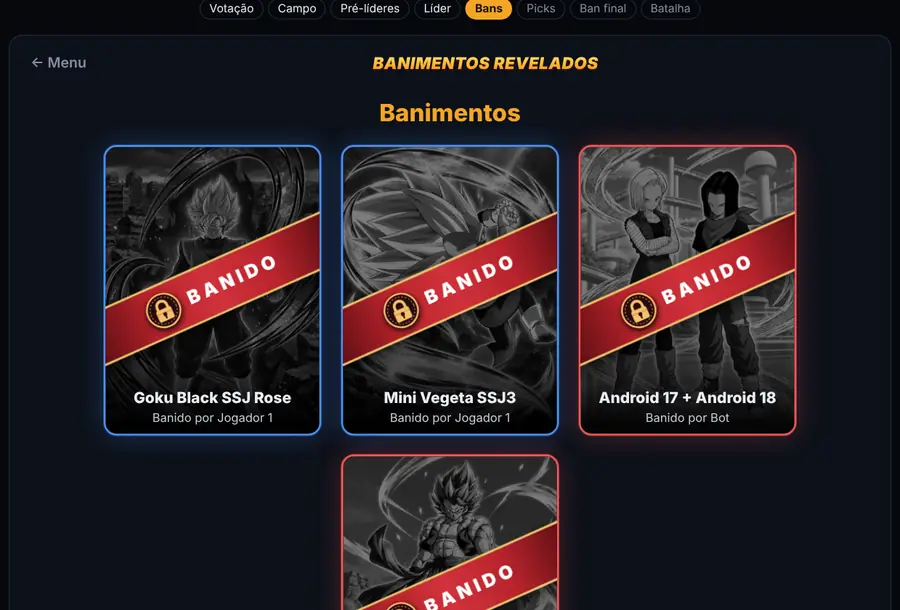 Votação Campo Pré-líderes Líder Bans Picks Ban final Batalha
← Menu
BANIMENTOS REVELADOS
Banimentos
BANIDO
Goku Black SSJ Rose
Banido por Jogador 1
BANIDO
Mini Vegeta SSJ3
Banido por Jogador 1
BANIDO
Android 17 + Android 18
Banido por Bot
BANIDO